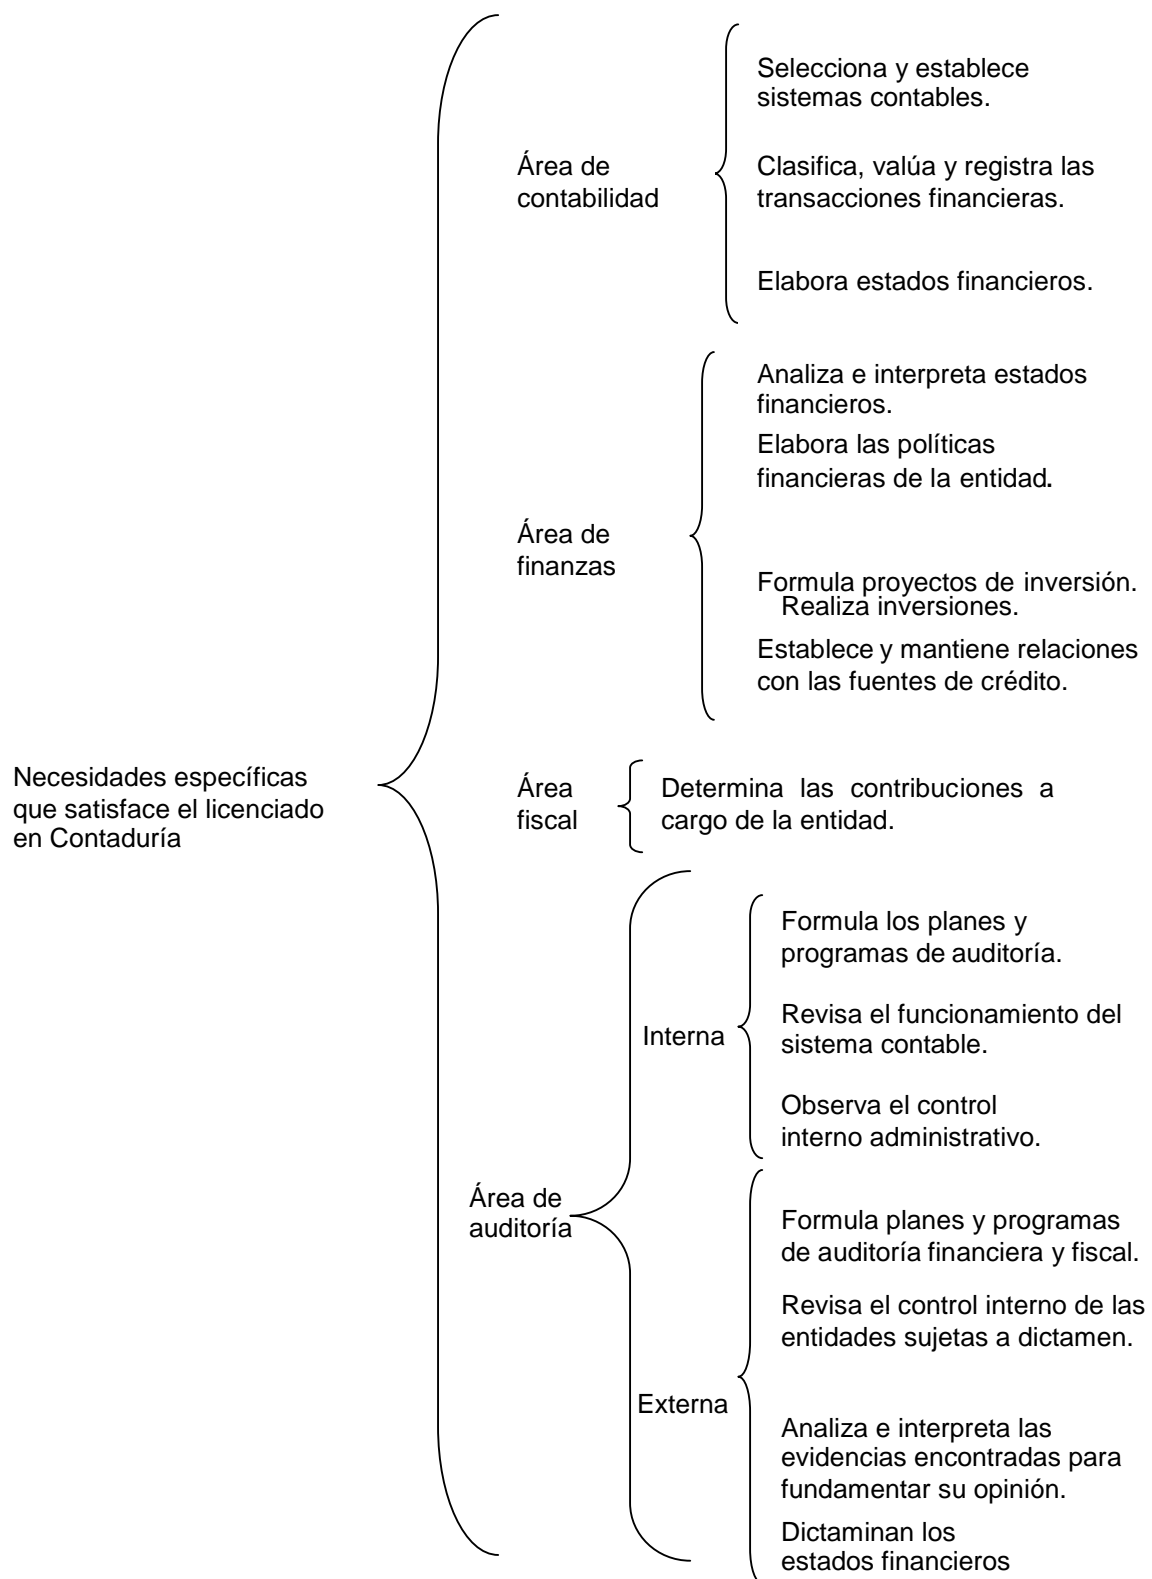 Necesidades específicas
que satisface el licenciado
en Contaduría
Área de
contabilidad
Selecciona y establece
sistemas contables.
Clasifica, valúa y registra las
transacciones financieras.
Elabora estados financieros.
Área de
finanzas
Analiza e interpreta estados
financieros.
Elabora las políticas
financieras de la entidad.
Formula proyectos de inversión.
Realiza inversiones.
Establece y mantiene relaciones
con las fuentes de crédito.
Área
fiscal
Determina las contribuciones a
cargo de la entidad.
Área de
auditoría
Interna
Formula los planes y
programas de auditoría.
Revisa el funcionamiento del
sistema contable.
Observa el control
interno administrativo.
Externa
Formula planes y programas
de auditoría financiera y fiscal.
Revisa el control interno de las
entidades sujetas a dictamen.
Analiza e interpreta las
evidencias encontradas para
fundamentar su opinión.
Dictaminan los
estados financieros